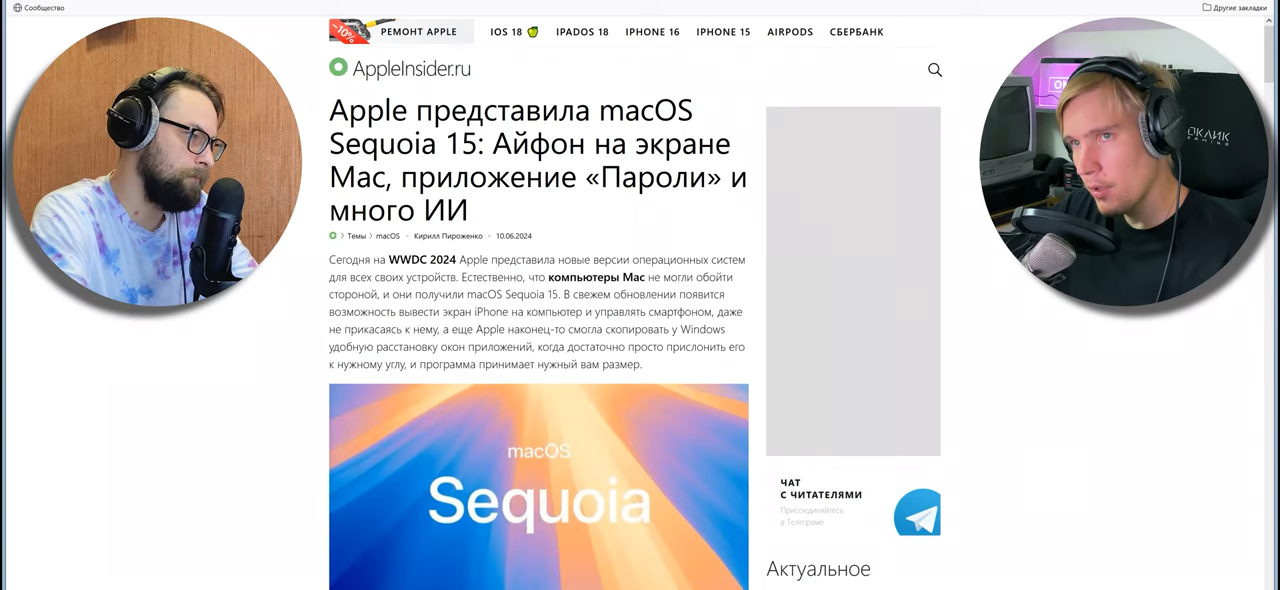 Сообщество
Другие закладки
-10%
РЕМОНТ APPLE
IOS 18
IPADOS 18
IPHONE 16
IPHONE 15
AIRPODS
СБЕРБАНК
AppleInsider.ru
Apple представила macOS
Sequoia 15: Айфон на экране
Mac, приложение «Пароли» и
много ИИ
Темы
macOS
Кирилл Пироженко
10.06.2024
Сегодня на WWDC 2024 Apple представила новые версии операционных систем
для всех своих устройств. Естественно, что компьютеры Mac не могли обойти
стороной, и они получили macOS Sequoia 15. В свежем обновлении появится
возможность вывести экран iPhone на компьютер и управлять смартфоном, даже
не прикасаясь к нему, а еще Apple наконец-то смогла скопировать у Windows
удобную расстановку окон приложений, когда достаточно просто прислонить его
к нужному углу, и программа принимает нужный вам размер.
macOS
Sequoia
ЧАТ
С ЧИТАТЕЛЯМИ
Присоединяйтесь
в Телеграме
Актуальное
ОКЛИК
GAMING